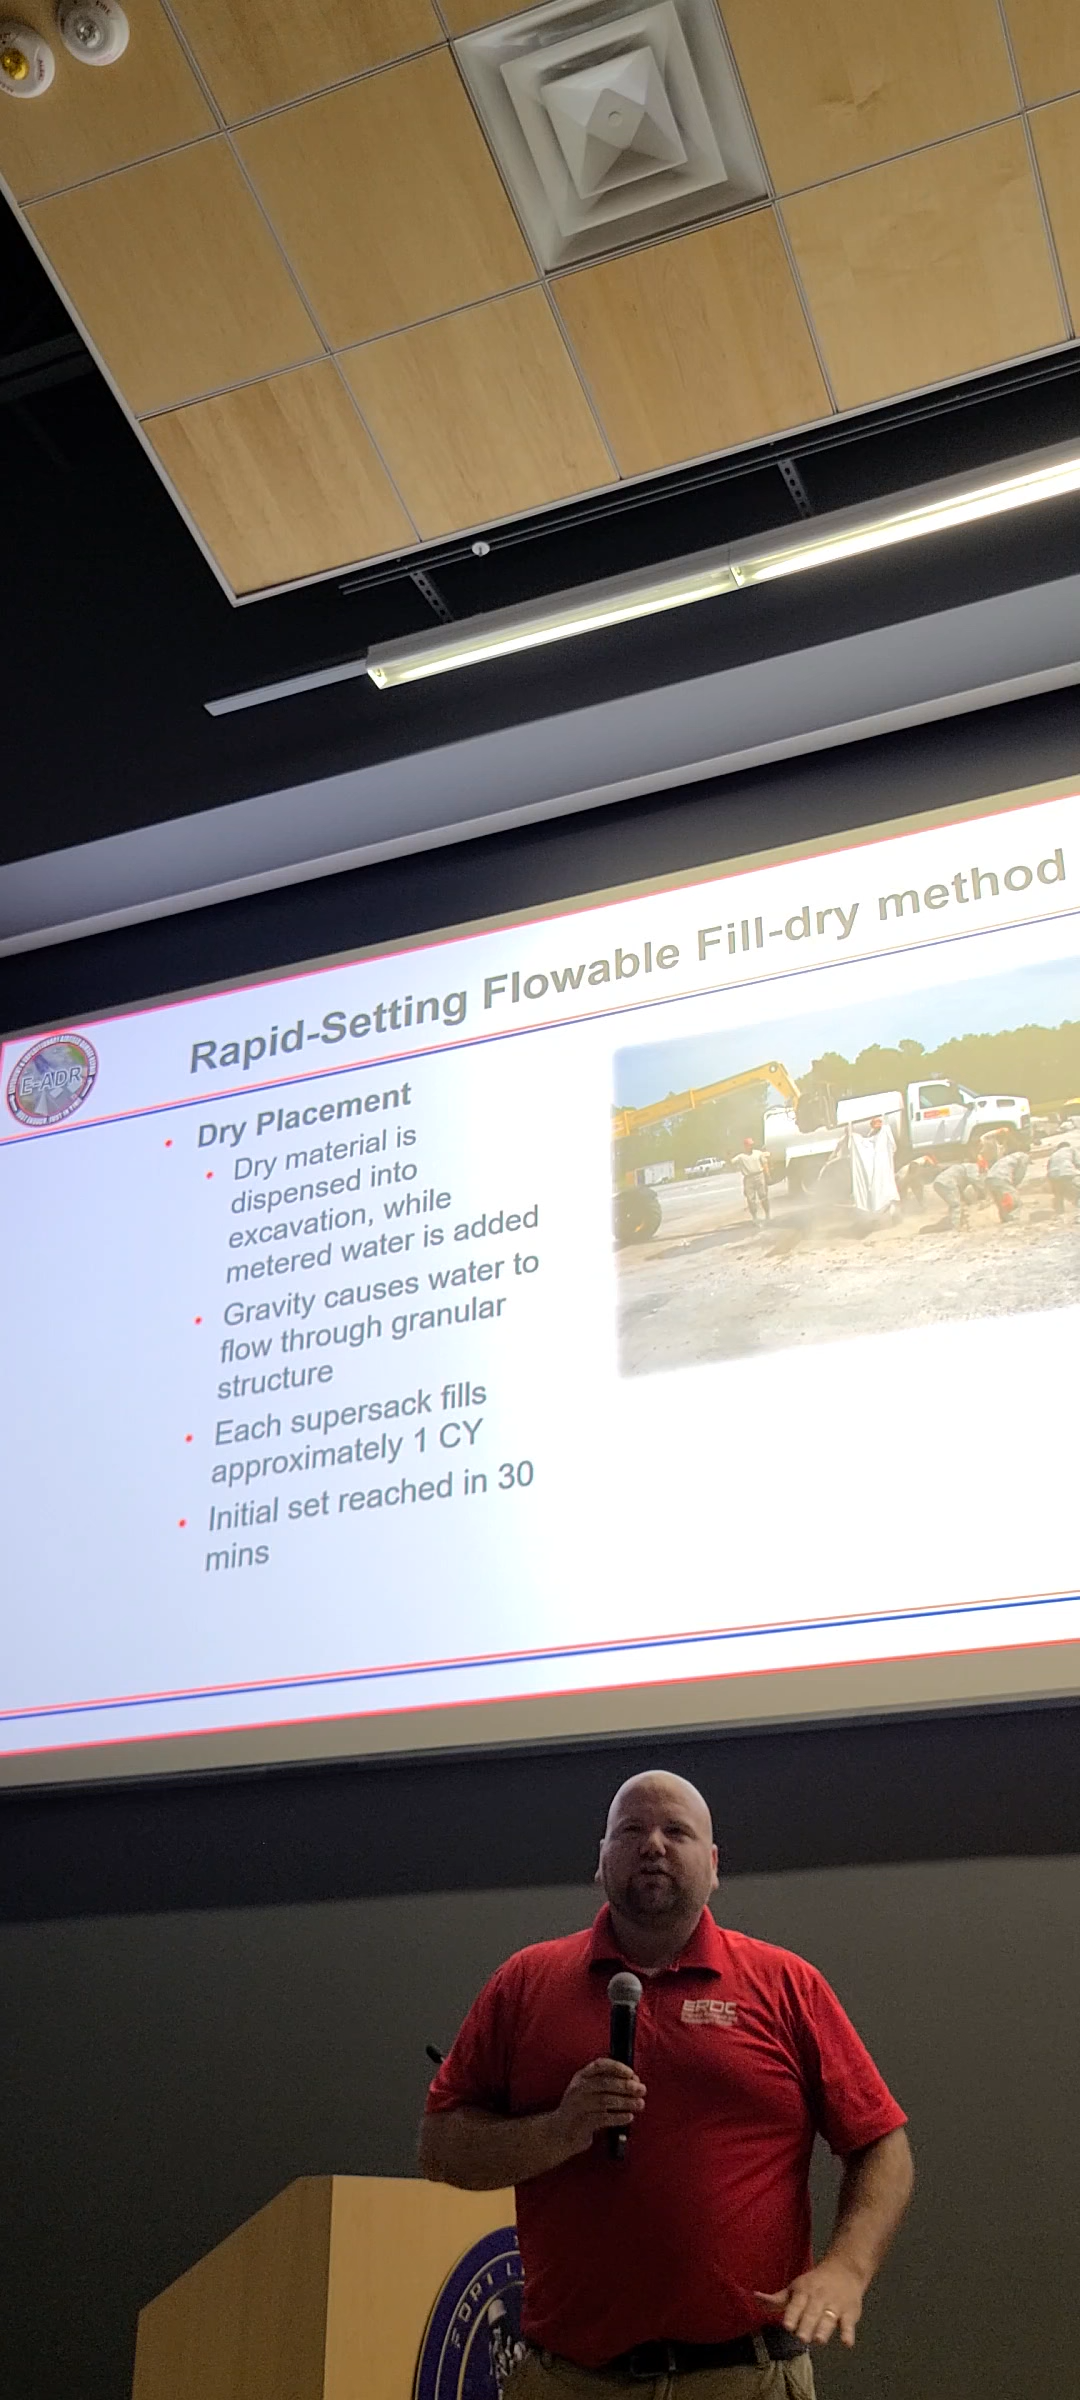 Rapid-Setting Flowable Fill-dry method
E-ADR
• Dry Placement
• Dry material is
dispensed into
excavation, while
metered water is added
• Gravity causes water to
flow through granular
structure
• Each supersack fills
approximately 1 CY
• Initial set reached in 30
mins
ERDC
FORT L